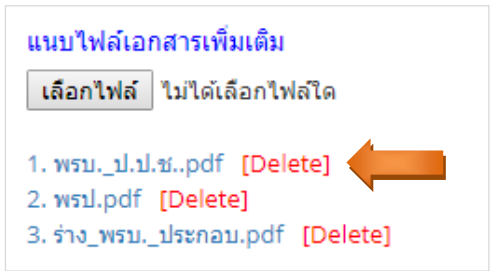 แนบไฟล์เอกสารเพิ่มเติม
เลือกไฟล์ ไม่ได้เลือกไฟล์ใด
1. พรบ._ป.ป.ช..pdf [Delete]
2. พรป.pdf [Delete]
3. ร่าง_พรบ._ประกอบ.pdf [Delete]